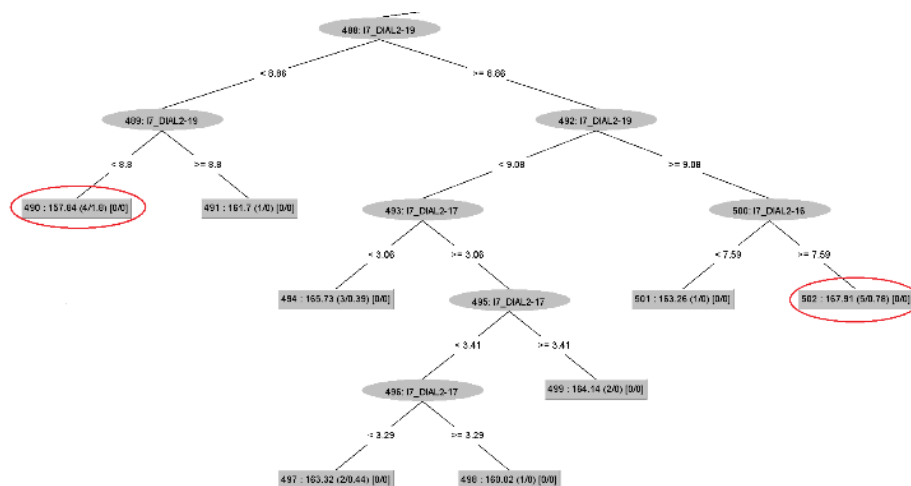 488: I7_DIAL2-19
< 8.86
>= 8.86
489: I7_DIAL2-19
492: I7_DIAL2-19
< 8.8
>= 8.8
< 9.08
>= 9.08
490 : 157.84 (4/1.8) [0/0]
491 : 161.7 (1/0) [0/0]
493: I7_DIAL2-17
500: I7_DIAL2-16
< 3.06
>= 3.06
< 7.59
>= 7.59
494 : 165.73 (3/0.39) [0/0]
495: I7_DIAL2-17
501 : 163.26 (1/0) [0/0]
502 : 167.91 (5/0.78) [0/0]
< 3.41
>= 3.41
496: I7_DIAL2-17
499 : 164.14 (2/0) [0/0]
< 3.29
>= 3.29
497 : 163.32 (2/0.44) [0/0]
498 : 160.02 (1/0) [0/0]